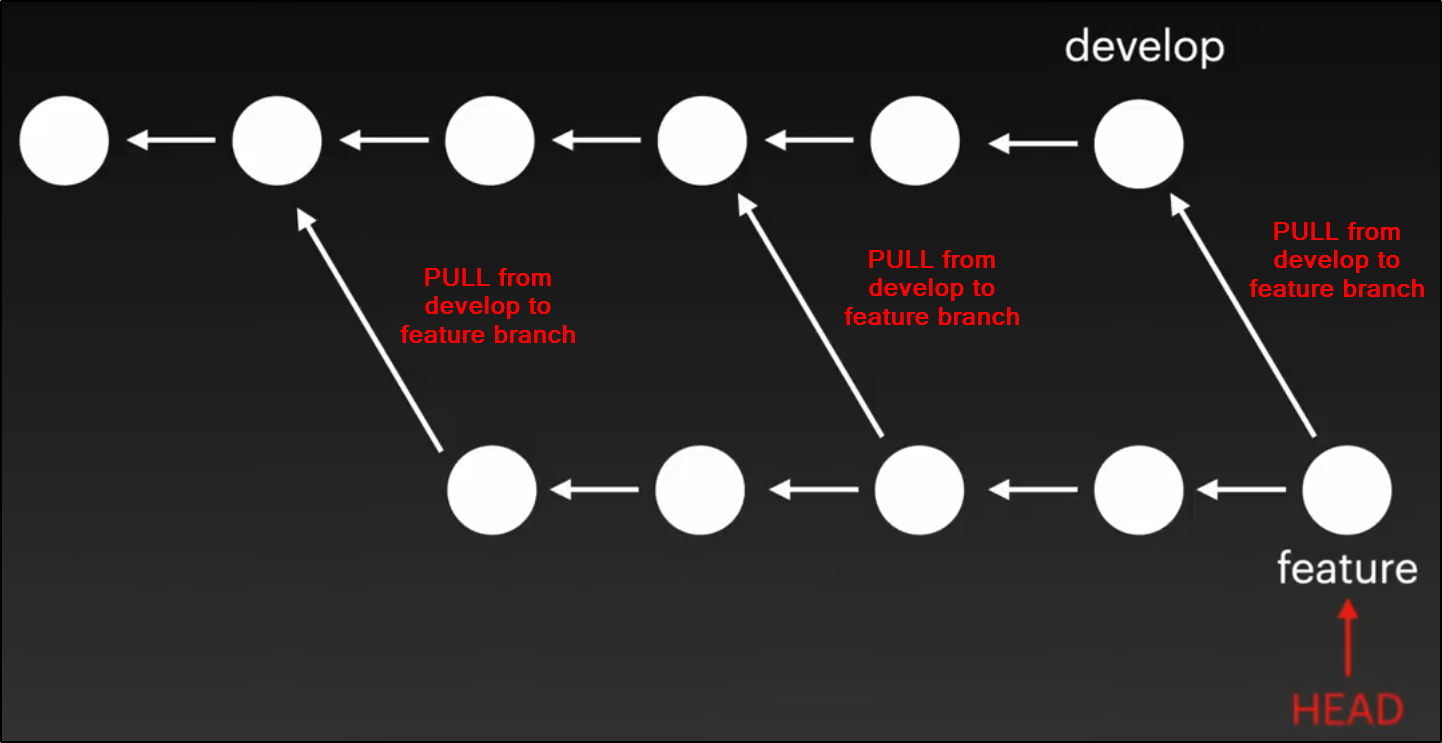 develop
PULL from
develop to
feature branch
PULL from
develop to
feature branch
PULL from
develop to
feature branch
feature
HEAD